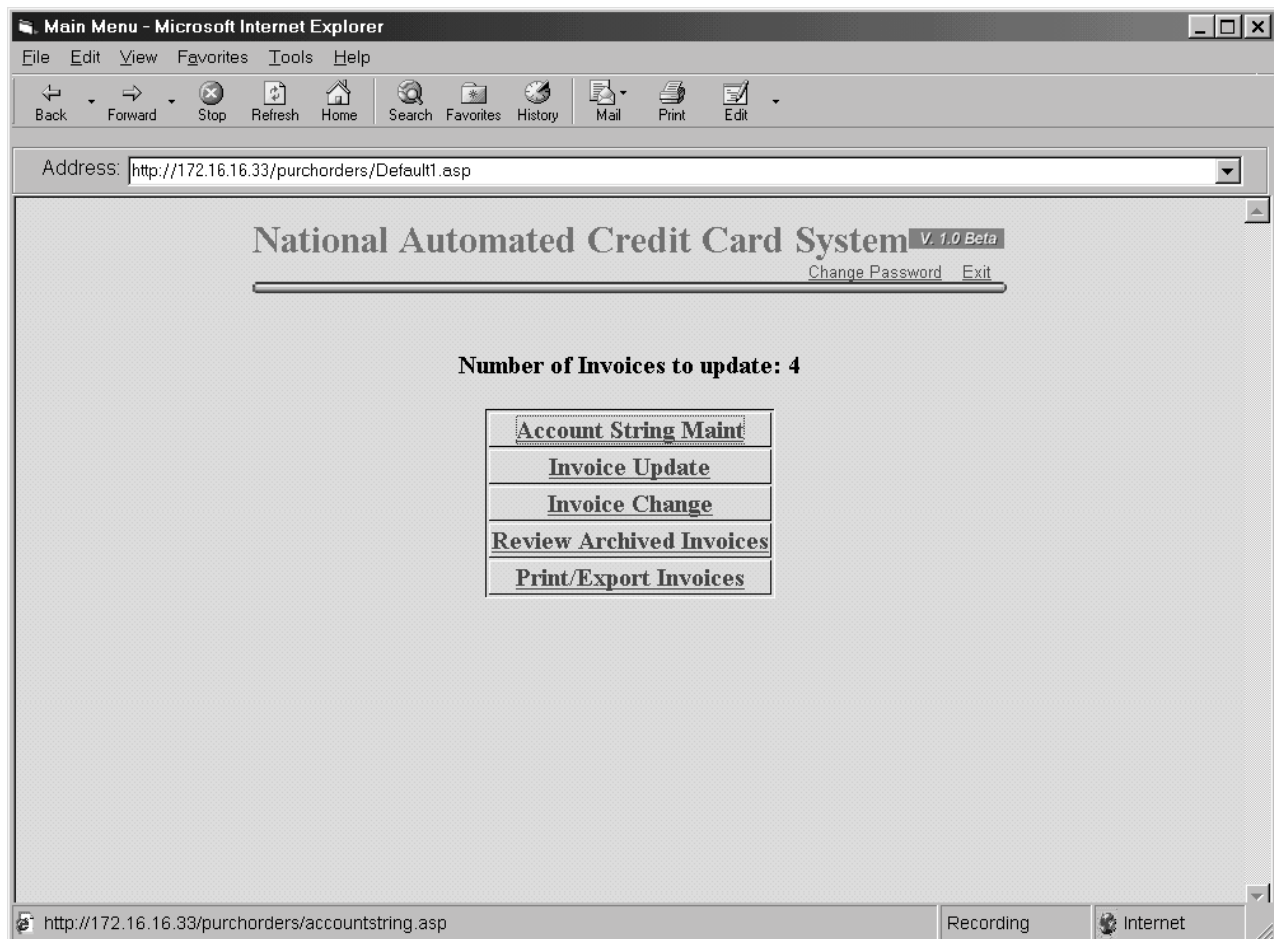 Main Menu - Microsoft Internet Explorer
File Edit View Favorites Tools Help
Back Forward Stop Refresh Home Search Favorites History Mail Print Edit
Address: http://172.16.16.33/purchorders/Default1.asp
National Automated Credit Card System V. 1.0 Beta
Change Password Exit
Number of Invoices to update: 4
Account String Maint
Invoice Update
Invoice Change
Review Archived Invoices
Print/Export Invoices
http://172.16.16.33/purchorders/accountstring.asp Recording Internet